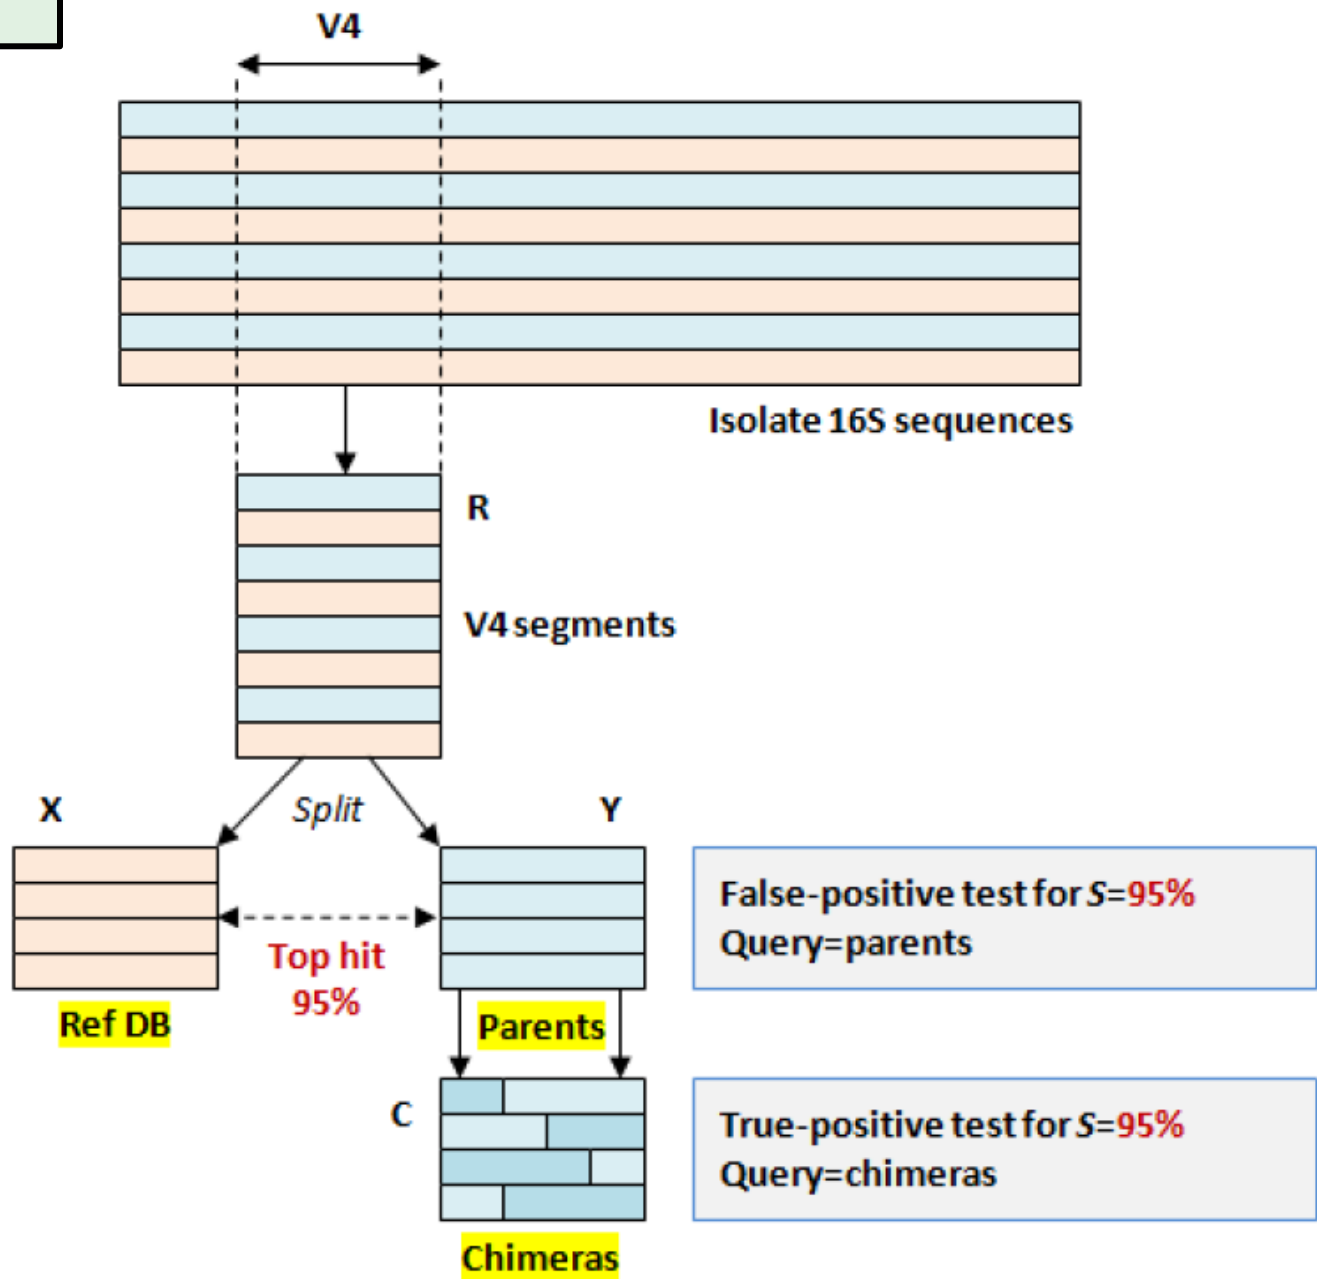 V4
Isolate 16S sequences
R
V4 segments
X
Split
Y
Top hit
95%
False-positive test for S=95%
Query=parents
Ref DB
Parents
C
True-positive test for S=95%
Query=chimeras
Chimeras